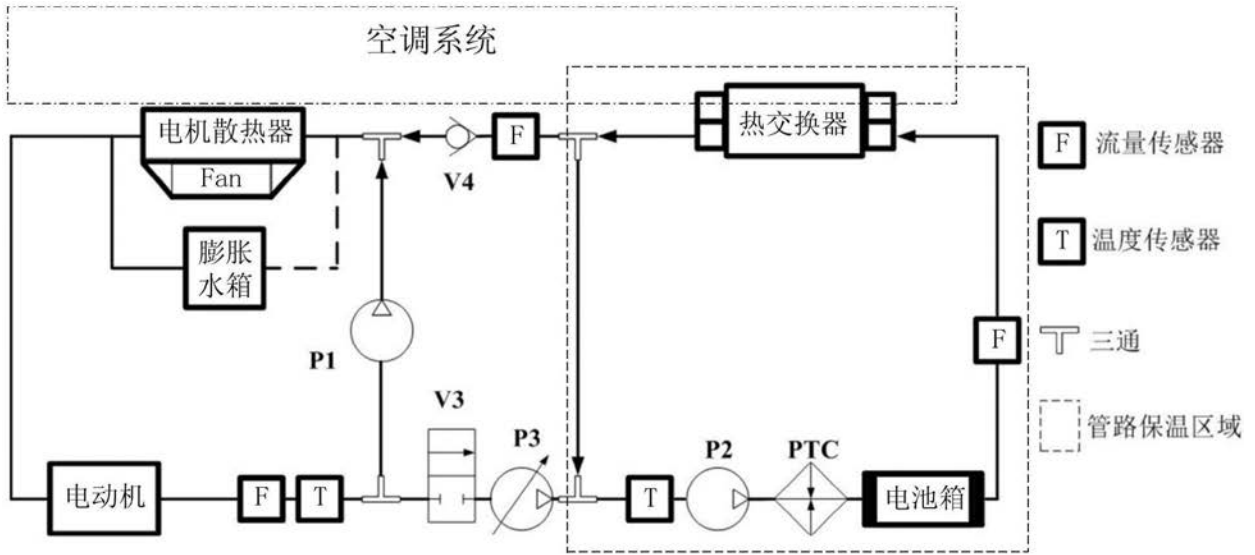 空调系统
电机散热器
Fan
热交换器
F
V4
F
流量传感器
膨胀
水箱
T
温度传感器
P1
F
三通
V3
P3
P2
PTC
管路保温区域
电动机
F
T
T
电池箱